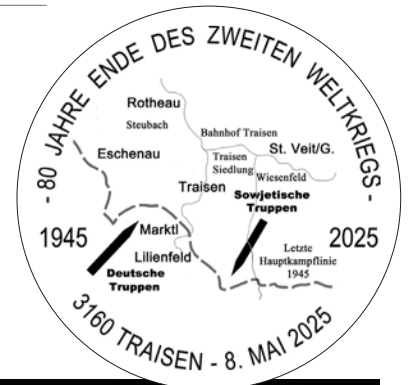 - 80 JAHRE ENDE DES ZWEITEN WELTKRIEGS -
Rotheau
Steubach
Bahnhof Traisen
St. Veit/G.
Eschenau
Traisen
Siedlung
Wiesenfeld
Traisen
Sowjetische
Truppen
1945
Marktl
2025
Lilienfeld
Letzte
Hauptkampflinie
1945
Deutsche
Truppen
3160 TRAISEN - 8. MAI 2025